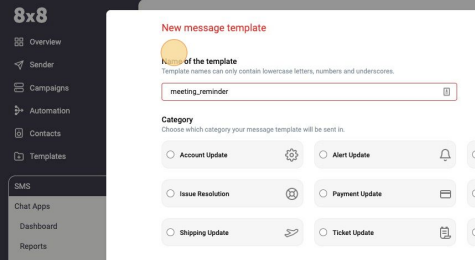 8x8
Overview
Sender
Campaigns
Automation
Contacts
Templates
SMS
Chat Apps
Dashboard
Reports
New message template
Name of the template
Template names can only contain lowercase letters, numbers and underscores.
meeting_reminder
Category
Choose which category your message template will be sent in.
Account Update
Alert Update
Issue Resolution
Payment Update
Shipping Update
Ticket Update